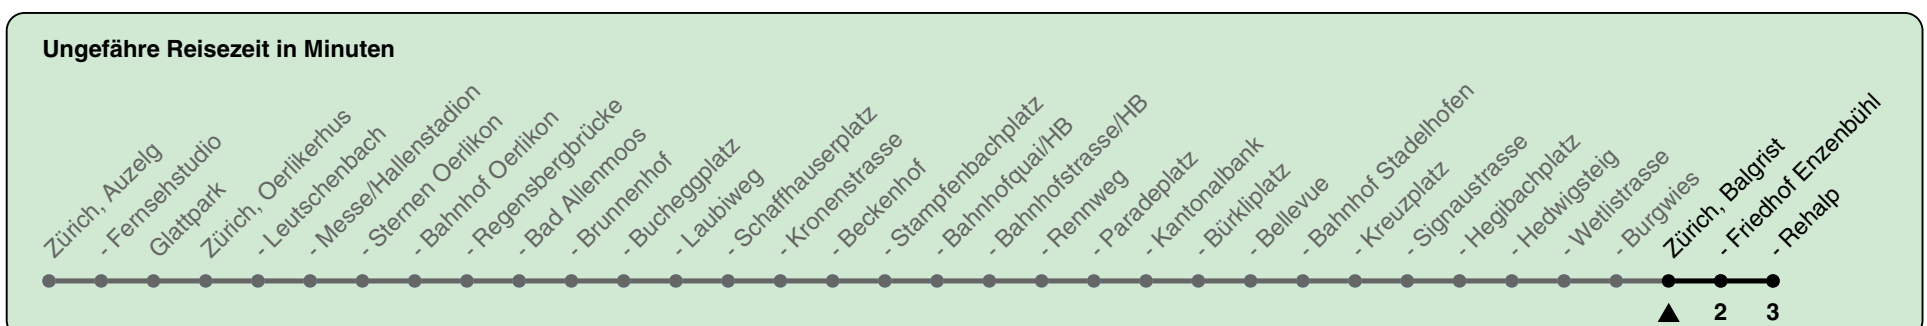 Ungefähre Reisezeit in Minuten
Zürich, Auzelg
- Fernsehstudio
Glattpark
Zürich, Oerlikerhus
- Leutschenbach
- Messe/Hallenstadion
- Sternen Oerlikon
- Bahnhof Oerlikon
- Regensbergbrücke
- Bad Allenmoos
- Brunnenhof
- Bucheggplatz
- Laubiweg
- Schaffhauserplatz
- Kronenstrasse
- Beckenhof
- Stampfenbachplatz
- Bahnhofquai/HB
- Bahnhofstrasse/HB
- Rennweg
- Paradeplatz
- Kantonalbank
- Bürkliplatz
- Bellevue
- Bahnhof Stadelhofen
- Kreuzplatz
- Signaustrasse
- Hegibachplatz
- Hedwigsteig
- Wetlistrasse
- Burgwies
Zürich, Balgrist
- Friedhof Enzenbühl
- Rehalp
2 3